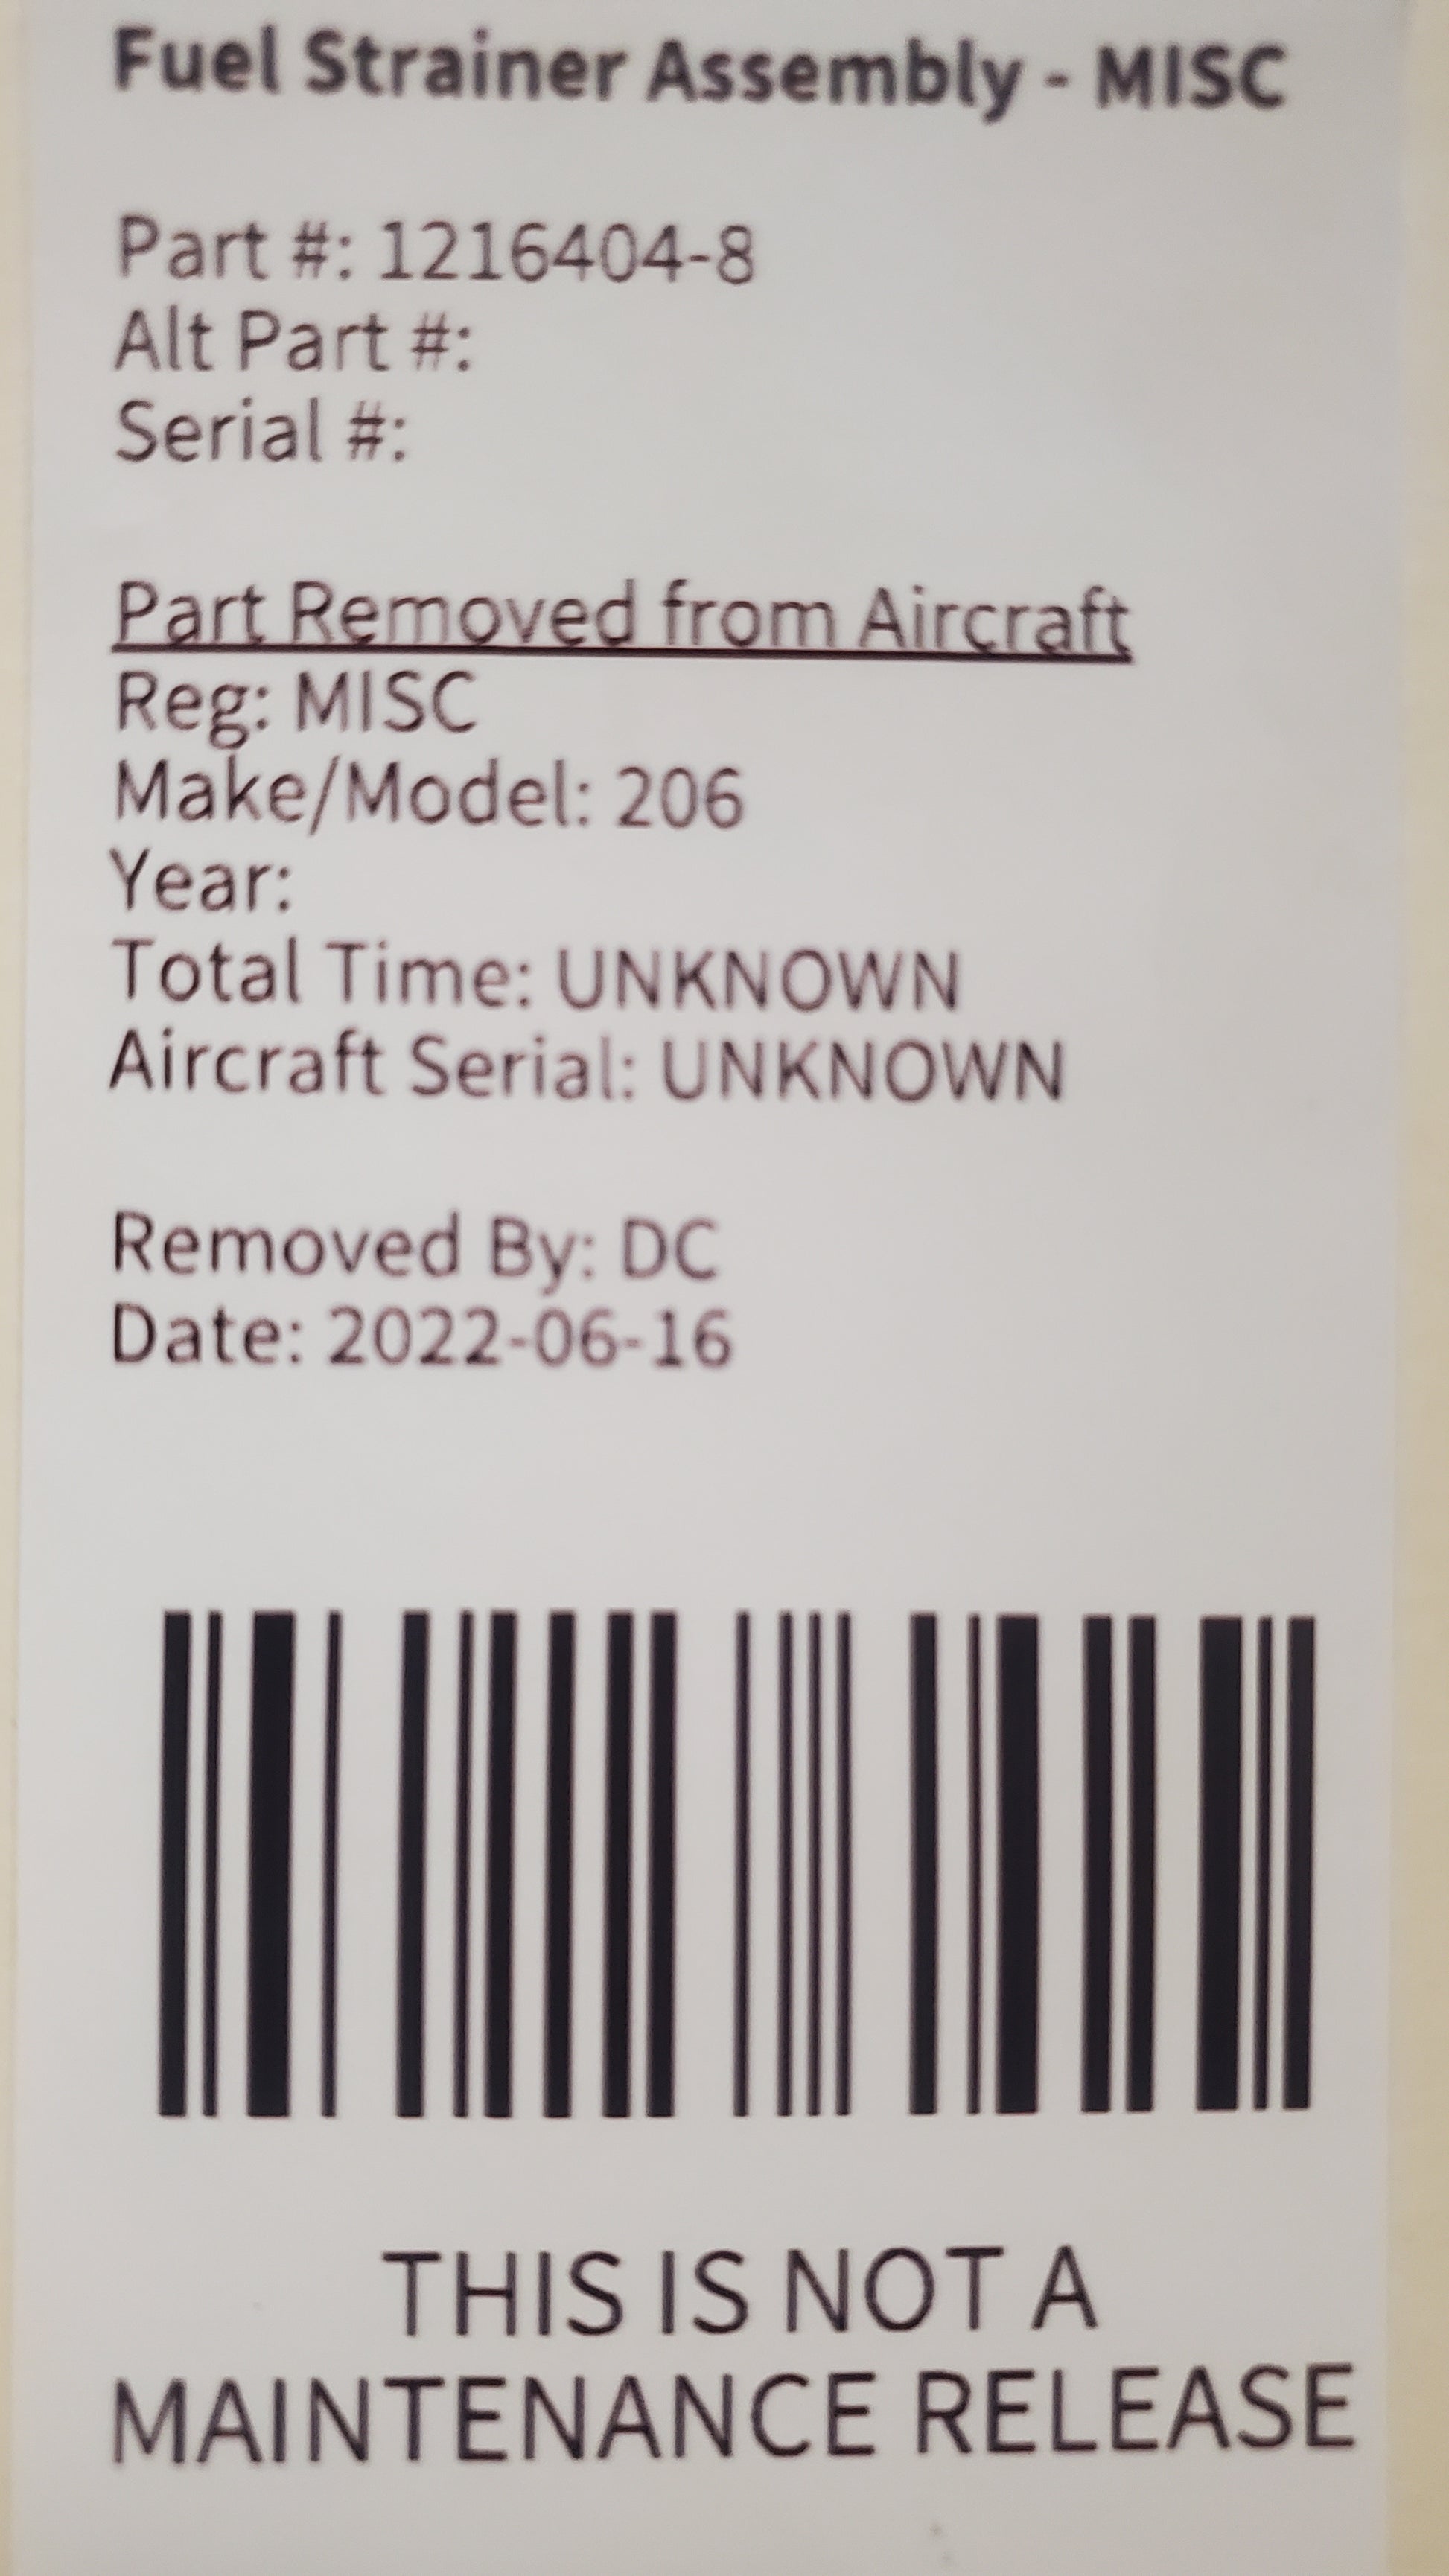 Fuel Strainer Assembly - MISC
Part #: 1216404-8
Alt Part #:
Serial #:
Part Removed from Aircraft
Reg: MISC
Make/Model: 206
Year:
Total Time: UNKNOWN
Aircraft Serial: UNKNOWN
Removed By: DC
Date: 2022-06-16
THIS IS NOT A
MAINTENANCE RELEASE